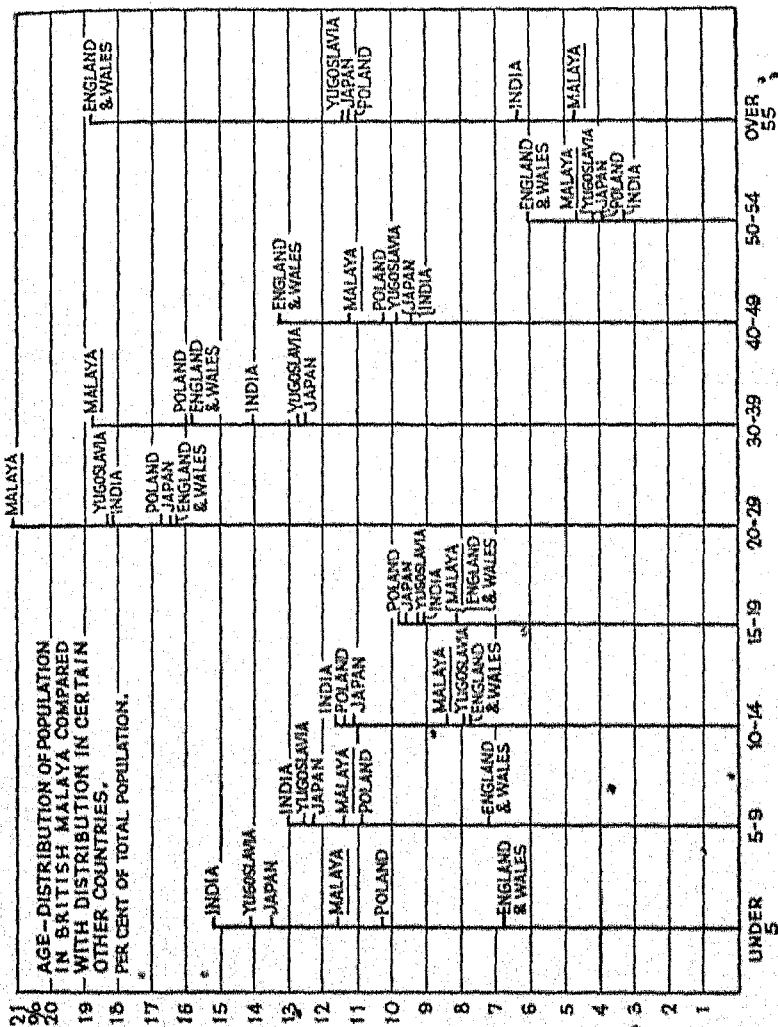 AGE-DISTRIBUTION OF POPULATION
IN BRITISH MALAYA COMPARED
WITH DISTRIBUTION IN CERTAIN
OTHER COUNTRIES.
PER CENT OF TOTAL POPULATION.
21
%
20
19
18
17
16
15
14
13
12
11
10
9
8
7
6
5
4
3
2
1
INDIA
YUGOSLAVIA
JAPAN
MALAYA
POLAND
ENGLAND
& WALES
UNDER
5
INDIA
YUGOSLAVIA
JAPAN
MALAYA
POLAND
ENGLAND
& WALES
5-9
INDIA
POLAND
JAPAN
MALAYA
YUGOSLAVIA
ENGLAND
& WALES
10-14
POLAND
JAPAN
YUGOSLAVIA
INDIA
MALAYA
ENGLAND
& WALES
15-19
MALAYA
YUGOSLAVIA
INDIA
POLAND
JAPAN
ENGLAND
& WALES
20-29
MALAYA
POLAND
ENGLAND
& WALES
INDIA
YUGOSLAVIA
JAPAN
30-39
ENGLAND
& WALES
MALAYA
POLAND
YUGOSLAVIA
JAPAN
INDIA
40-49
ENGLAND
& WALES
MALAYA
YUGOSLAVIA
JAPAN
POLAND
INDIA
50-54
ENGLAND
& WALES
YUGOSLAVIA
JAPAN
POLAND
INDIA
MALAYA
OVER
55